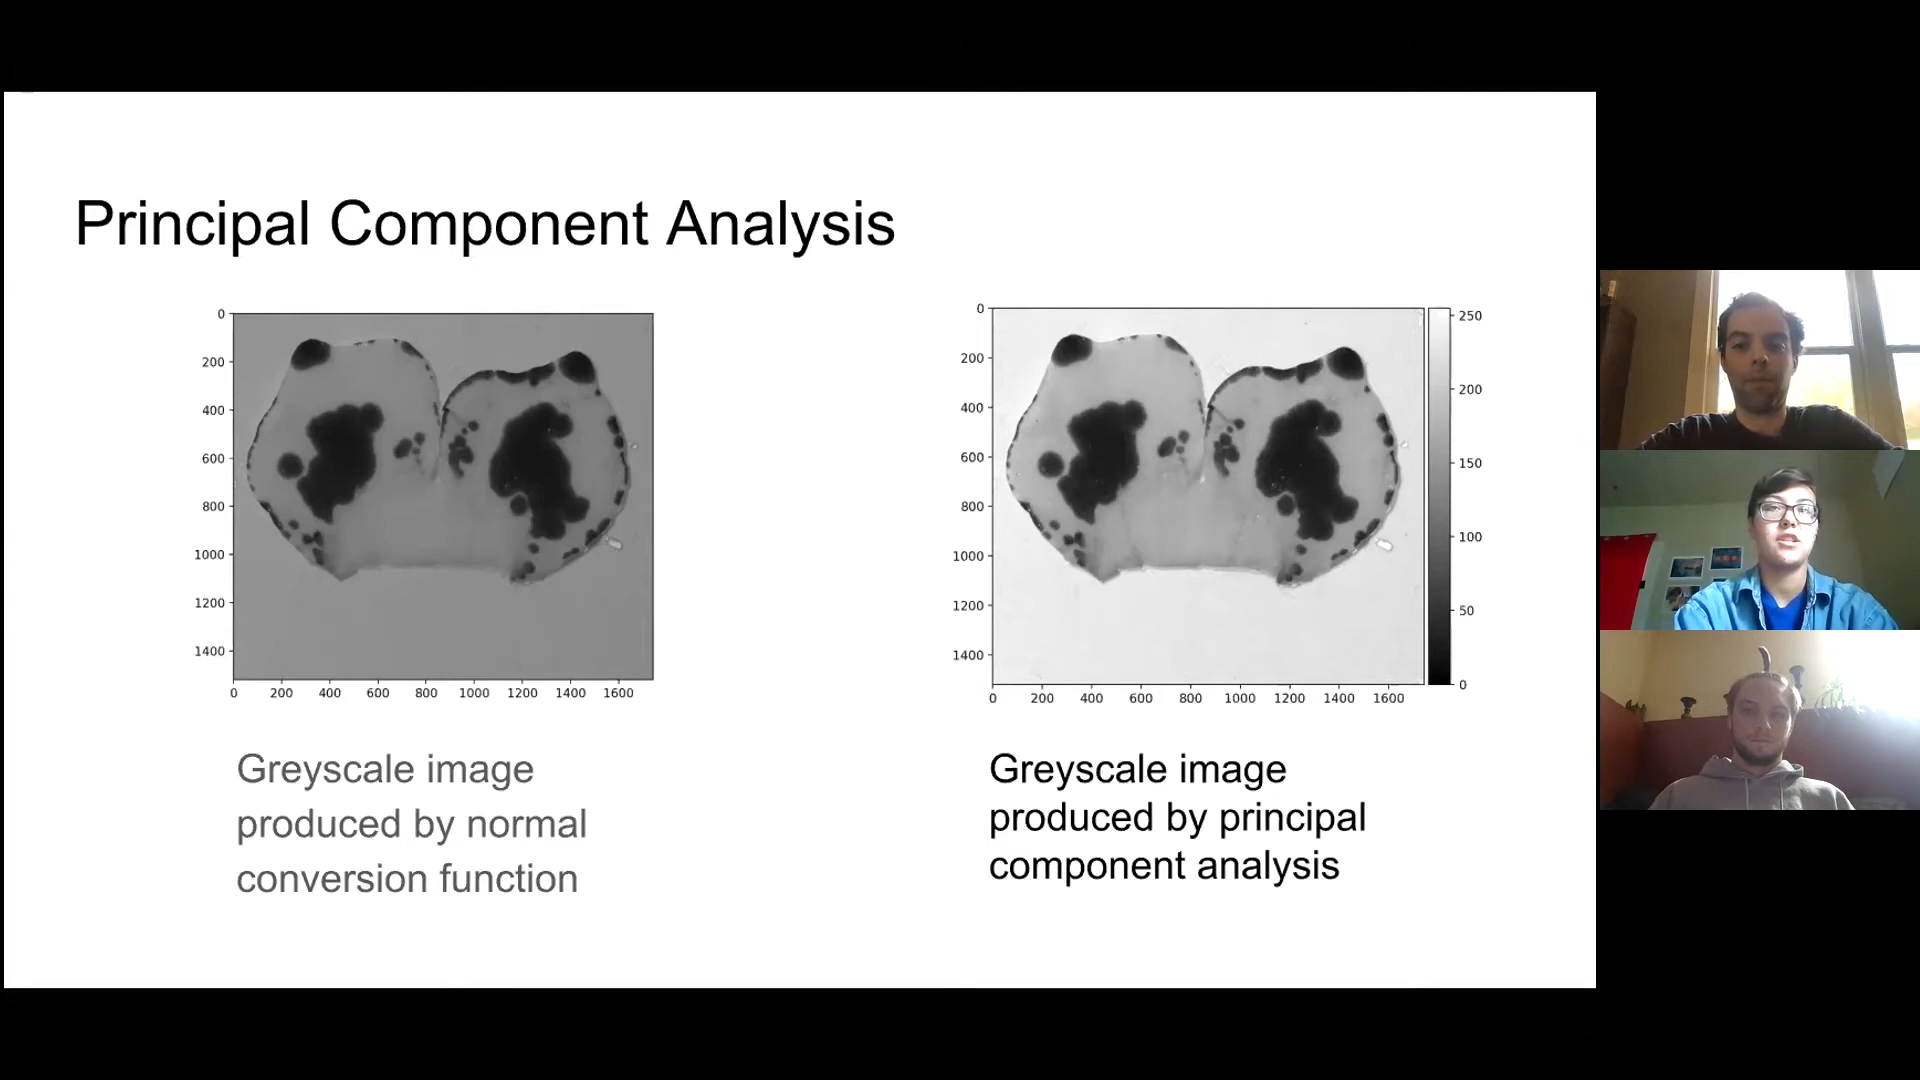 Principal Component Analysis
0
200
400
600
800
1000
1200
1400
0 200 400 600 800 1000 1200 1400 1600
0
200
400
600
800
1000
1200
1400
0 200 400 600 800 1000 1200 1400 1600
250
200
150
100
50
0
Greyscale image
produced by normal
conversion function
Greyscale image
produced by principal
component analysis